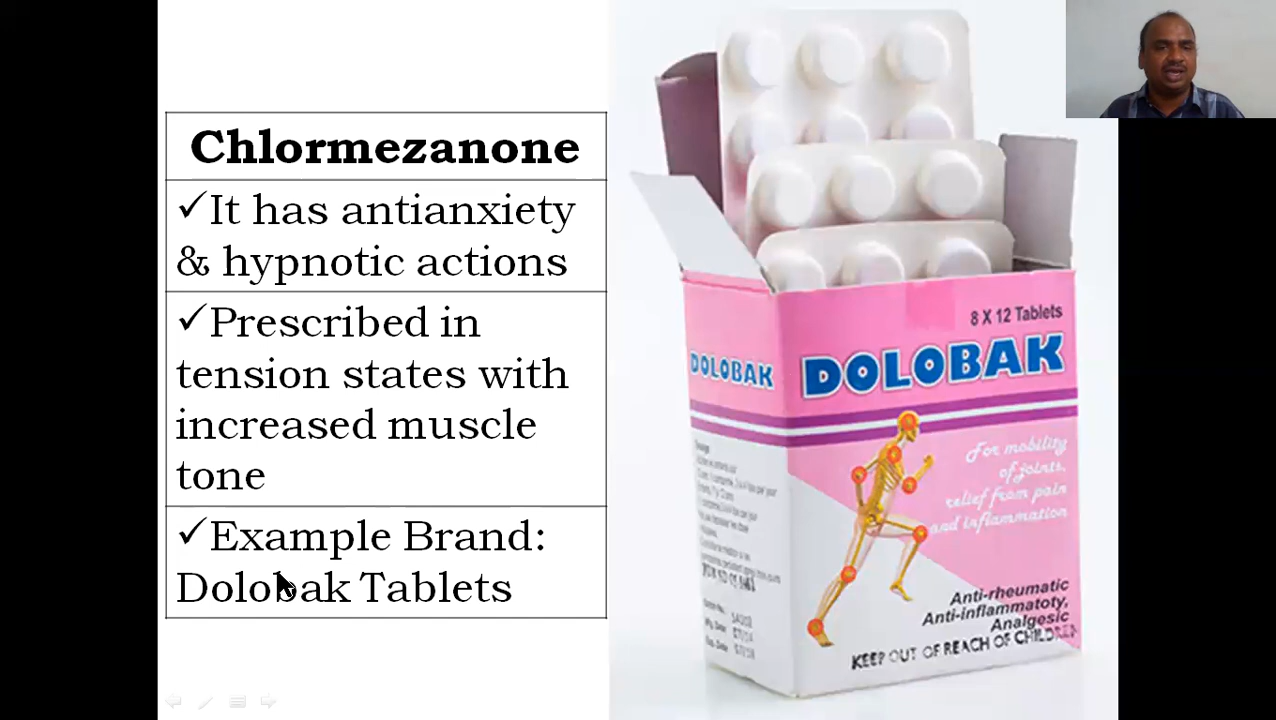 Chlormezanone
✓It has antianxiety
& hypnotic actions
✓Prescribed in
tension states with
increased muscle
tone
✓Example Brand:
Dolobak Tablets
8 X 12 Tablets
DOLOBAK
DOLOBAK
For mobility
of joints,
relief from pain
and inflammation
Anti-rheumatic
Anti-inflammatoty,
Analgesic
KEEP OUT OF REACH OF CHILDREN